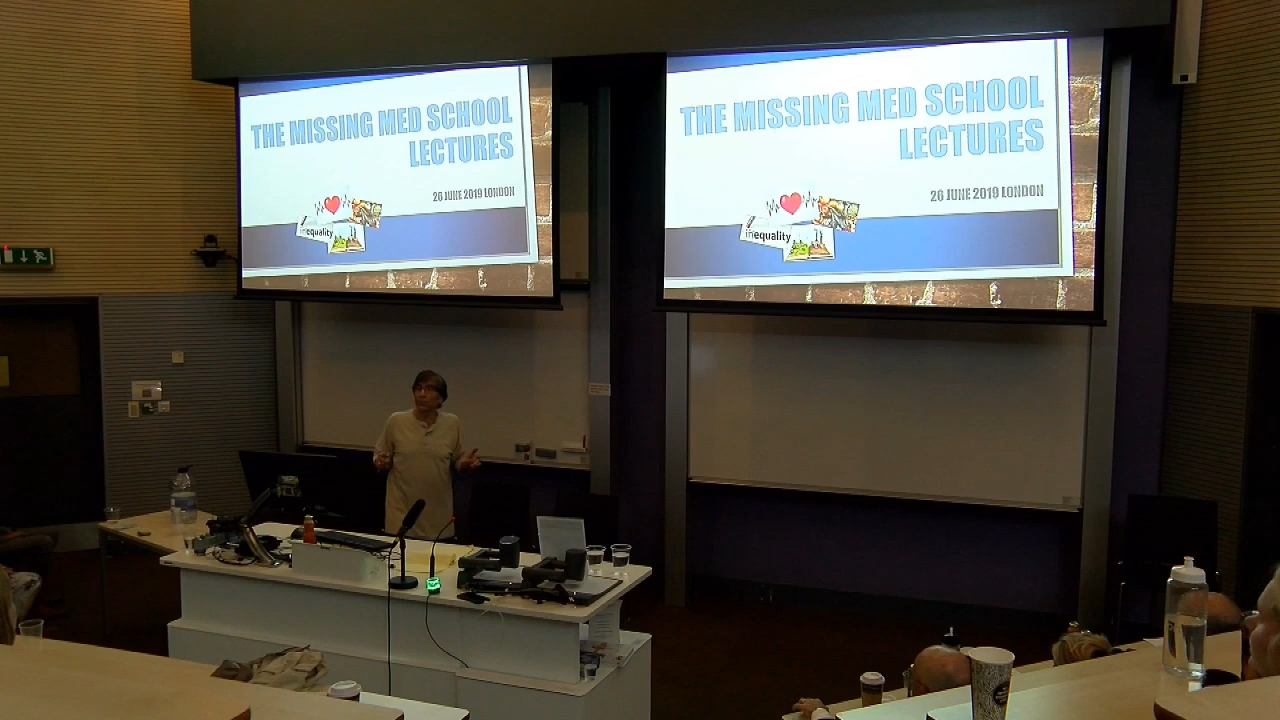 THE MISSING MED SCHOOL
LECTURES
26 JUNE 2019 LONDON
inequality
THE MISSING MED SCHOOL
LECTURES
26 JUNE 2019 LONDON
inequality